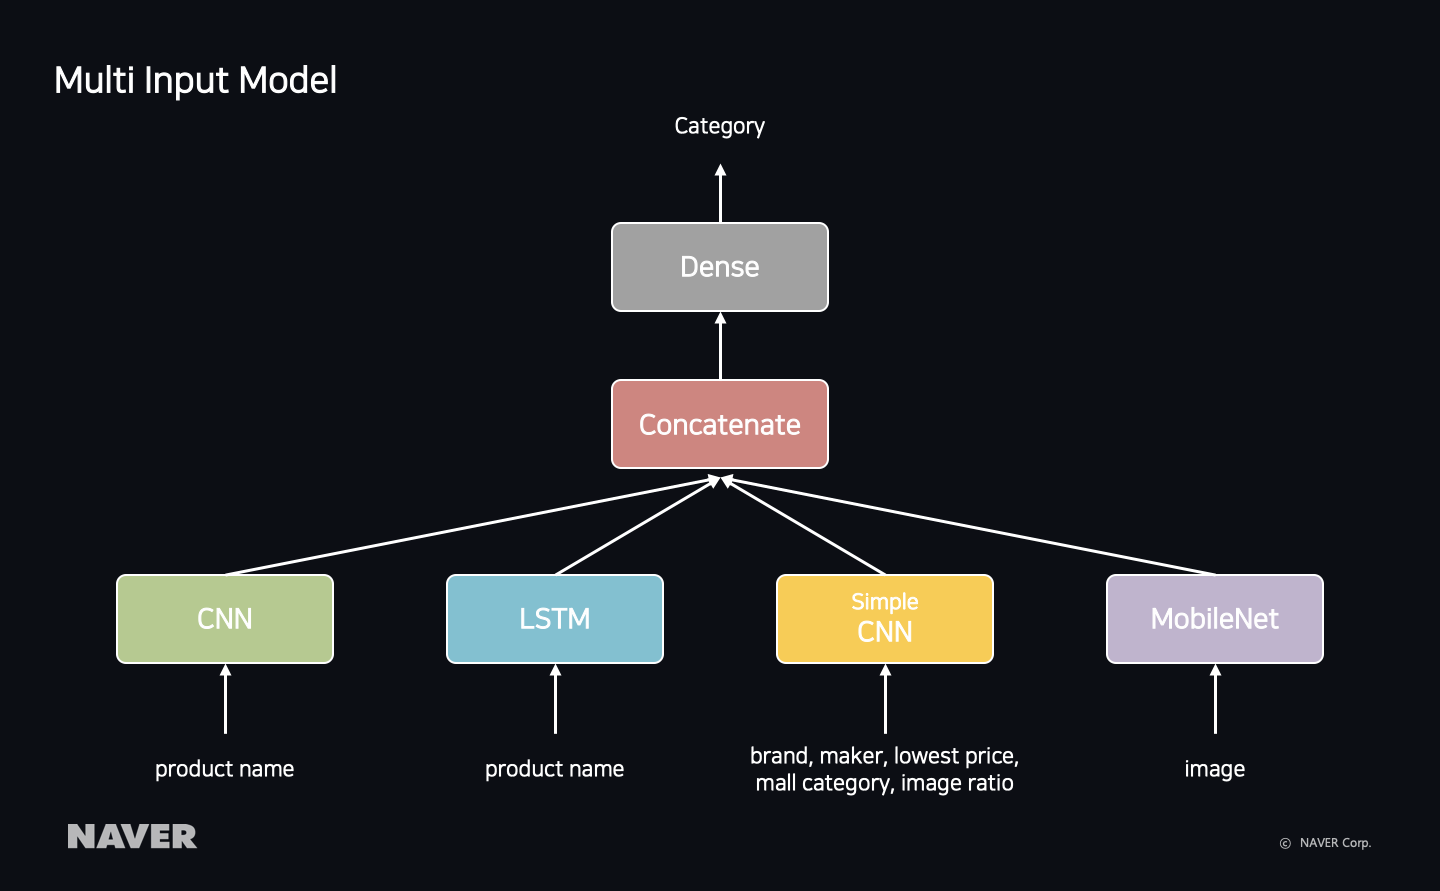 Multi Input Model
Category
Dense
Concatenate
CNN
LSTM
Simple
CNN
MobileNet
product name
product name
brand, maker, lowest price,
mall category, image ratio
image
NAVER
© NAVER Corp.